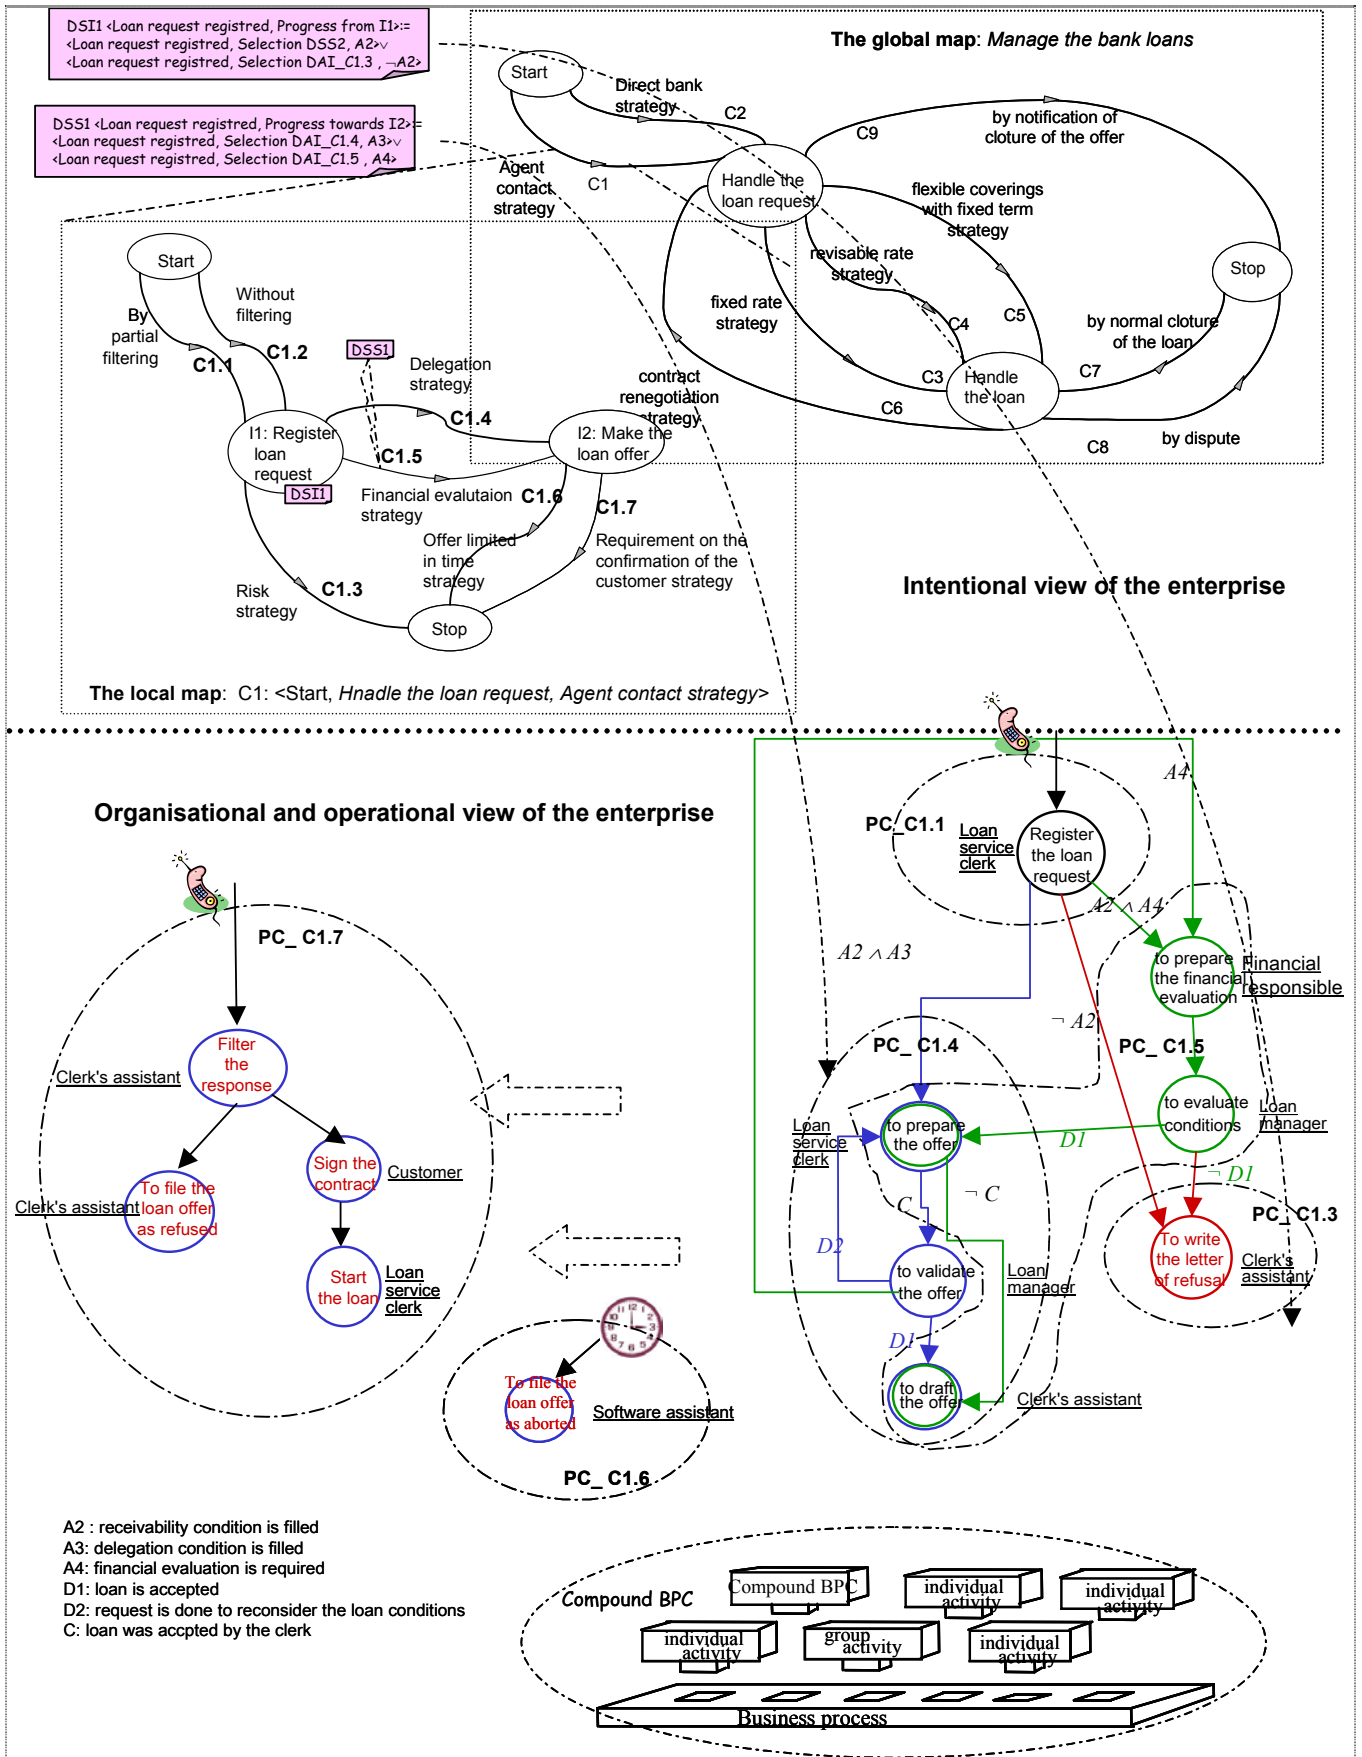 DSI1 <Loan request registred, Progress from I1>:=
<Loan request registred, Selection DSS2, A2>∨
<Loan request registred, Selection DAI_C1.3 , ¬A2>
DSS1 <Loan request registred, Progress towards I2>:=
<Loan request registred, Selection DAI_C1.4, A3>∨
<Loan request registred, Selection DAI_C1.5 , A4>
The global map: Manage the bank loans
Start
Direct bank
strategy
C2
C9
by notification of
cloture of the offer
Agent
contact
strategy
C1
Handle the
loan request
flexible coverings
with fixed term
strategy
revisable rate
strategy
Stop
fixed rate
strategy
C4
C5
by normal cloture
of the loan
contract
renegotiation
strategy
C3
C6
Handle
the loan
C7
C8
by dispute
Start
Without
filtering
By
partial
filtering
C1.1
C1.2
DSS1
Delegation
strategy
C1.4
I1: Register
loan
request
DSI1
C1.5
I2: Make the
loan offer
Financial evalutaion
strategy
C1.6
C1.7
Offer limited
in time
strategy
Requirement on the
confirmation of the
customer strategy
Risk
strategy
C1.3
Stop
Intentional view of the enterprise
The local map: C1: <Start, Hnadle the loan request, Agent contact strategy>
Organisational and operational view of the enterprise
A4
PC_C1.1
Loan
service
clerk
Register
the loan
request
A2 ∧ A4
PC_ C1.7
A2 ∧ A3
to prepare
the financial
evaluation
Financial
responsible
¬ A2
PC_ C1.4
PC_ C1.5
Filter
the
response
Clerk's assistant
to evaluate
conditions
Loan
manager
Loan
service
clerk
to prepare
the offer
D1
Sign the
contract
Customer
To file the
loan offer
as refused
Clerk's assistant
C
¬ C
¬ D1
PC_ C1.3
D2
To write
the letter
of refusal
Clerk's
assistant
Start
the loan
Loan
service
clerk
to validate
the offer
Loan
manager
D1
To file the
loan offer
as aborted
Software assistant
to draft
the offer
Clerk's assistant
PC_ C1.6
A2 : receivability condition is filled
A3: delegation condition is filled
A4: financial evaluation is required
D1: loan is accepted
D2: request is done to reconsider the loan conditions
C: loan was accpted by the clerk
Compound BPC
Compound BPC
individual
activity
individual
activity
individual
activity
group
activity
individual
activity
Business process